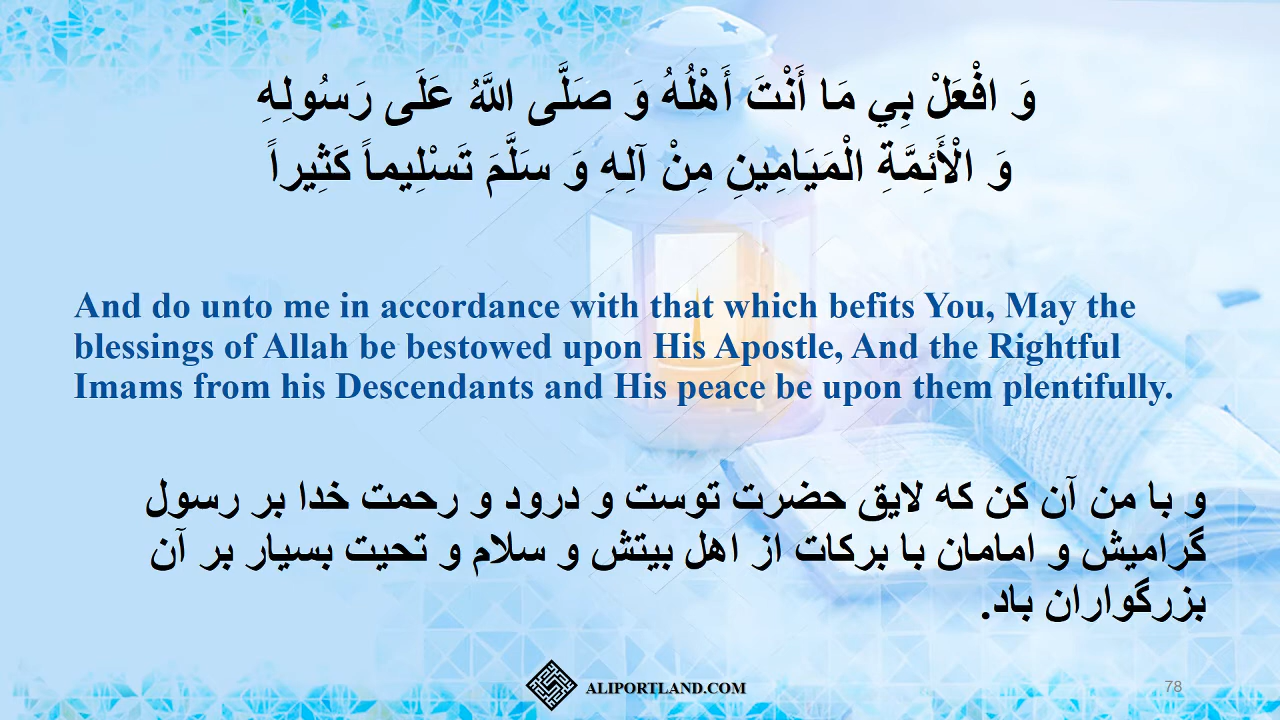 وَ افْعَلْ بِي مَا أَنْتَ أَهْلُهُ وَ صَلَّى اللَّهُ عَلَى رَسُولِهِ
وَ الْأَئِمَّةِ الْمَيَامِينِ مِنْ آلِهِ وَ سَلَّمَ تَسْلِيماً كَثِيراً
And do unto me in accordance with that which befits You, May the
blessings of Allah be bestowed upon His Apostle, And the Rightful
Imams from his Descendants and His peace be upon them plentifully.
و با من آن کن که لایق حضرت توست و درود و رحمت خدا بر رسول
گرامیش و امامان با برکات از اهل بیتش و سلام و تحیت بسیار بر آن
بزرگواران باد.
ALIPORTLAND.COM
78